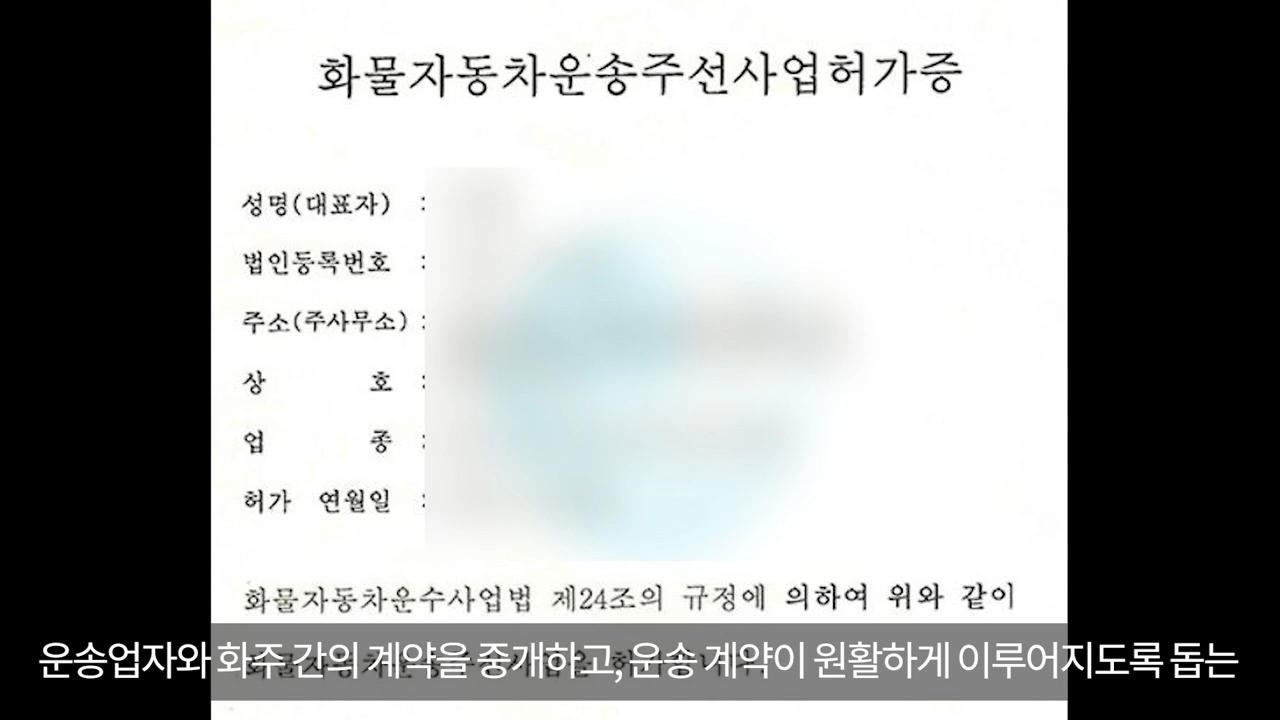 화물자동차운송주선사업허가증
성명(대표자) :
법인등록번호 :
주소(주사무소) :
상 호 :
업 종 :
허가 연월일 :
화물자동차운수사업법 제24조의 규정에 의하여 위와 같이
운송업자와 화주 간의 계약을 중개하고, 운송 계약이 원활하게 이루어지도록 돕는